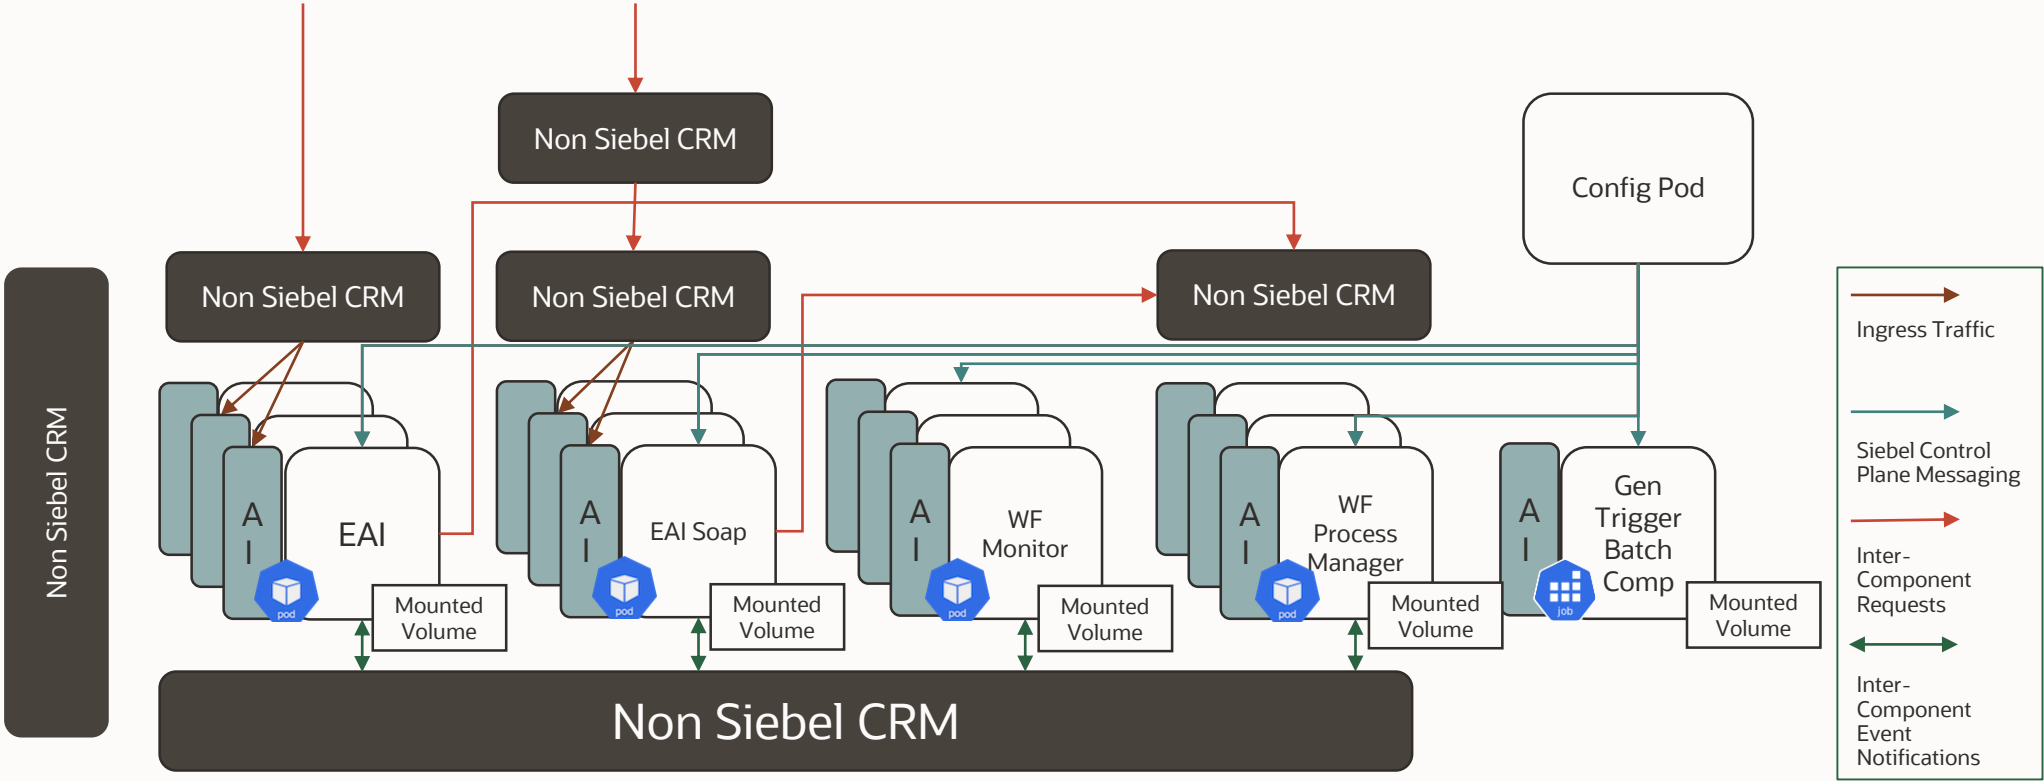 Non Siebel CRM
Config Pod
Non Siebel CRM
Non Siebel CRM
Non Siebel CRM
Non Siebel CRM
A
I
EAI
pod
Mounted
Volume
A
I
EAI Soap
pod
Mounted
Volume
A
I
WF
Monitor
pod
Mounted
Volume
A
I
WF
Process
Manager
pod
Mounted
Volume
A
I
Gen
Trigger
Batch
Comp
job
Mounted
Volume
Non Siebel CRM
Ingress Traffic
Siebel Control
Plane Messaging
Inter-
Component
Requests
Inter-
Component
Event
Notifications